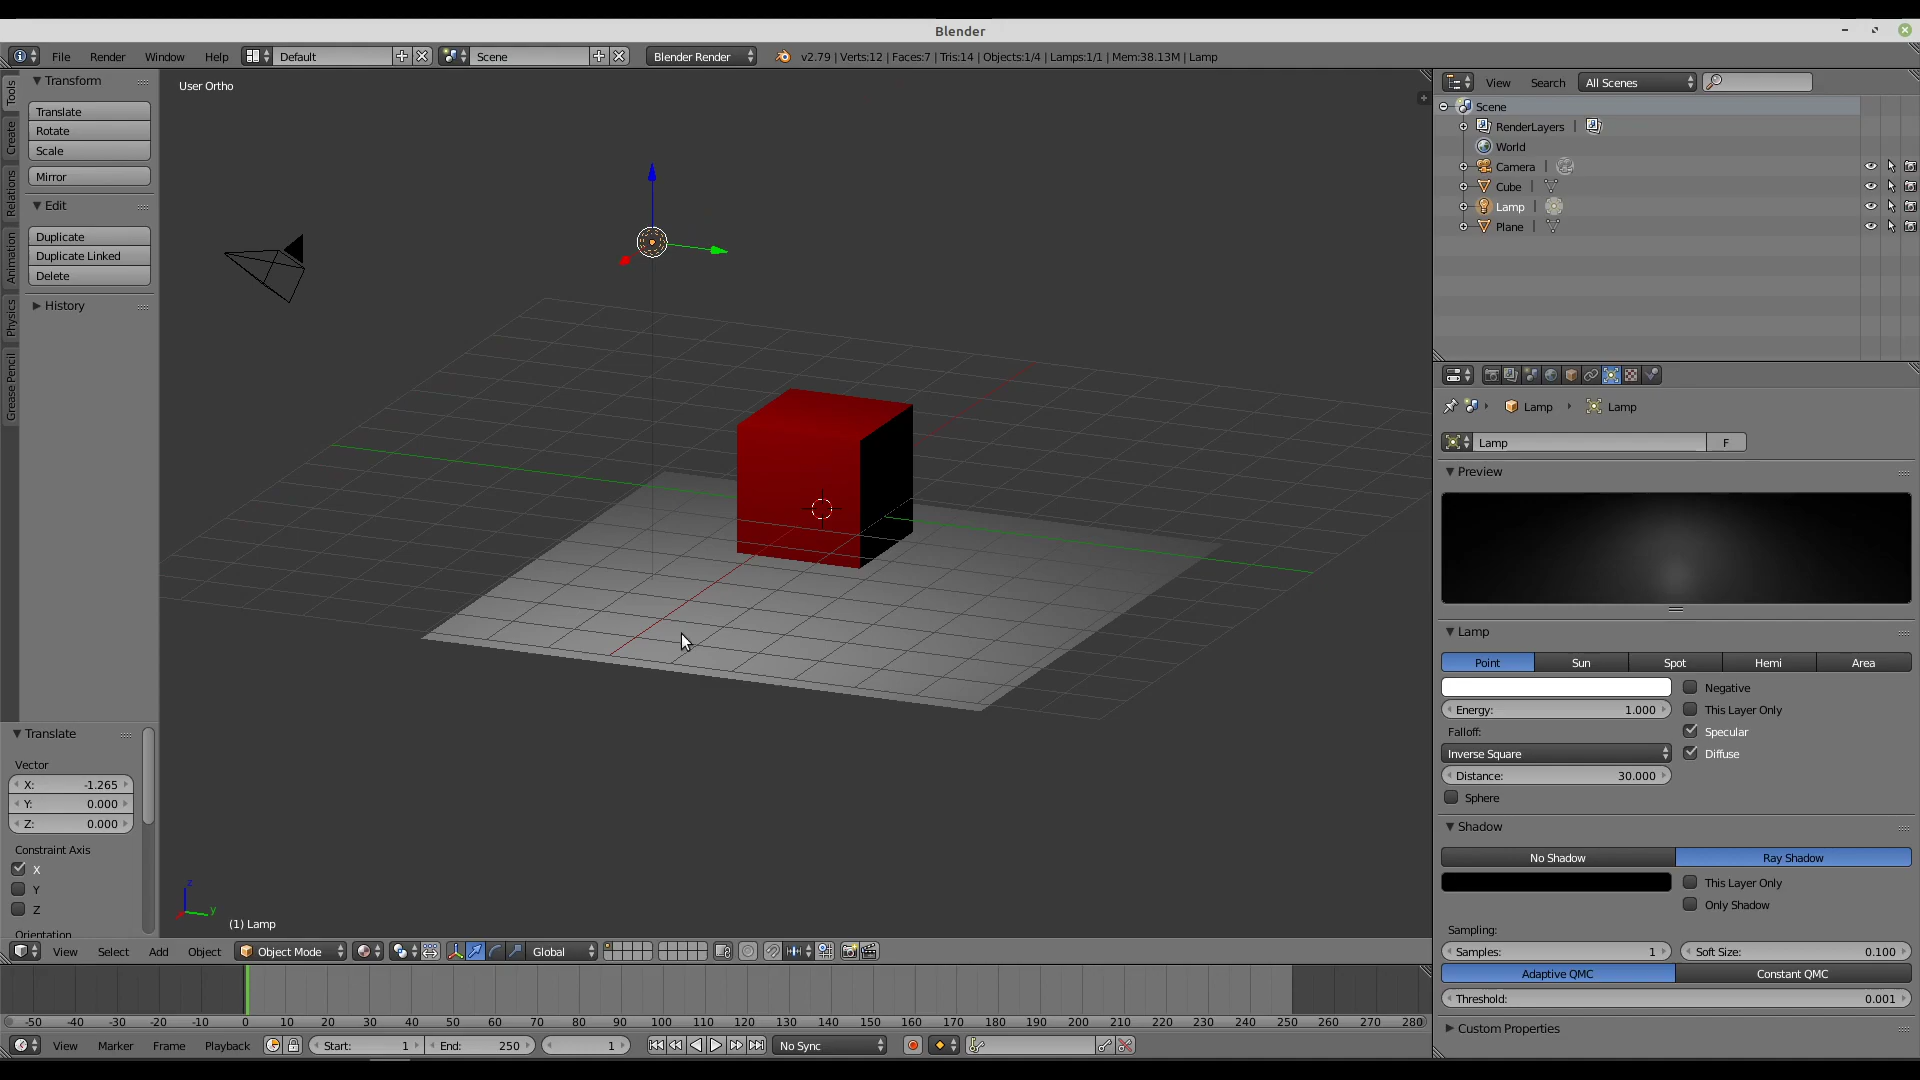 Blender
File Render Window Help Default Scene Blender Render v2.79 | Verts:12 | Faces:7 | Tris:14 | Objects:1/4 | Lamps:1/1 | Mem:38.13M | Lamp
Tools
Create
Relations
Animation
Physics
Grease Pencil
Transform
Translate
Rotate
Scale
Mirror
Edit
Duplicate
Duplicate Linked
Delete
History
Translate
Vector
X: -1.265
Y: 0.000
Z: 0.000
Constraint Axis
X
Y
Z
Orientation
User Ortho
z
y
(1) Lamp
View Select Add Object Object Mode Global
-50 -40 -30 -20 -10 0 10 20 30 40 50 60 70 80 90 100 110 120 130 140 150 160 170 180 190 200 210 220 230 240 250 260 270 280
View Marker Frame Playback Start: 1 End: 250 1 No Sync
View Search All Scenes
Scene
RenderLayers |
World
Camera |
Cube |
Lamp |
Plane |
Lamp Lamp
Lamp F
Preview
Lamp
Point Sun Spot Hemi Area
Negative
Energy: 1.000 This Layer Only
Falloff: Specular
Inverse Square Diffuse
Distance: 30.000
Sphere
Shadow
No Shadow Ray Shadow
This Layer Only
Only Shadow
Sampling:
Samples: 1 Soft Size: 0.100
Adaptive QMC Constant QMC
Threshold: 0.001
Custom Properties